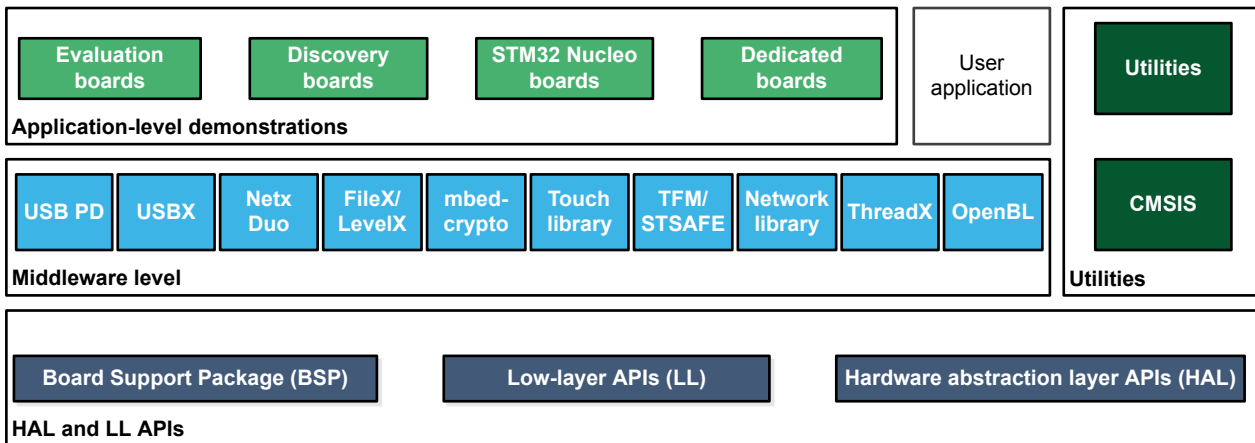 Evaluation
boards
Discovery
boards
STM32 Nucleo
boards
Dedicated
boards
Application-level demonstrations
User
application
Utilities
CMSIS
Utilities
USB PD
USBX
Netx
Duo
FileX/
LevelX
mbed-
crypto
Touch
library
TFM/
STSAFE
Network
library
ThreadX
OpenBL
Middleware level
Board Support Package (BSP)
Low-layer APIs (LL)
Hardware abstraction layer APIs (HAL)
HAL and LL APIs